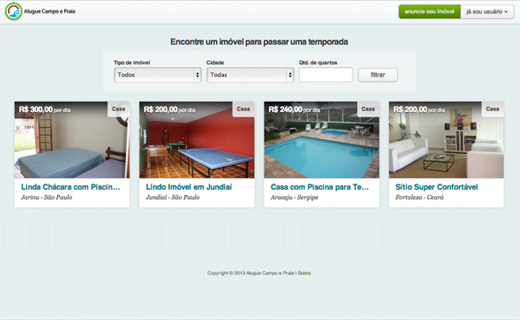 Alugue Campo e Praia
anuncie seu imóvel
já sou usuário
Encontre um imóvel para passar uma temporada
Tipo de imóvel Cidade Qtd. de quartos
Todos Todas filtrar
R$ 300,00 por dia Casa R$ 200,00 por dia Casa R$ 240,00 por dia Casa R$ 200,00 por dia Casa
Linda Chácara com Piscin... Lindo Imóvel em Jundiaí Casa com Piscina para Te... Sítio Super Confortável
Jarinu - São Paulo Jundiaí - São Paulo Aracaju - Sergipe Fortaleza - Ceará
Copyright © 2013 Alugue Campo e Praia | Sobre